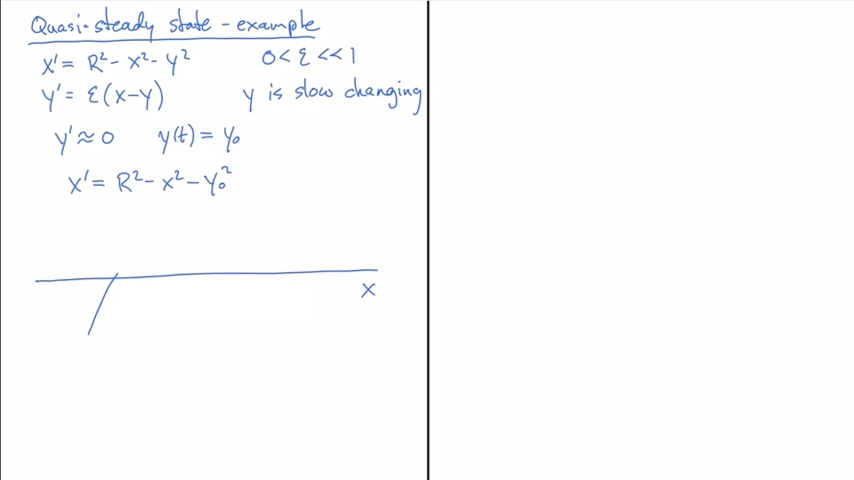 Quasi-steady state - example
x' = R² - x² - y² 0 < ε << 1
y' = ε(x-y) y is slow changing
y' ≈ 0 y(t) = y₀
x' = R² - x² - y₀²
x